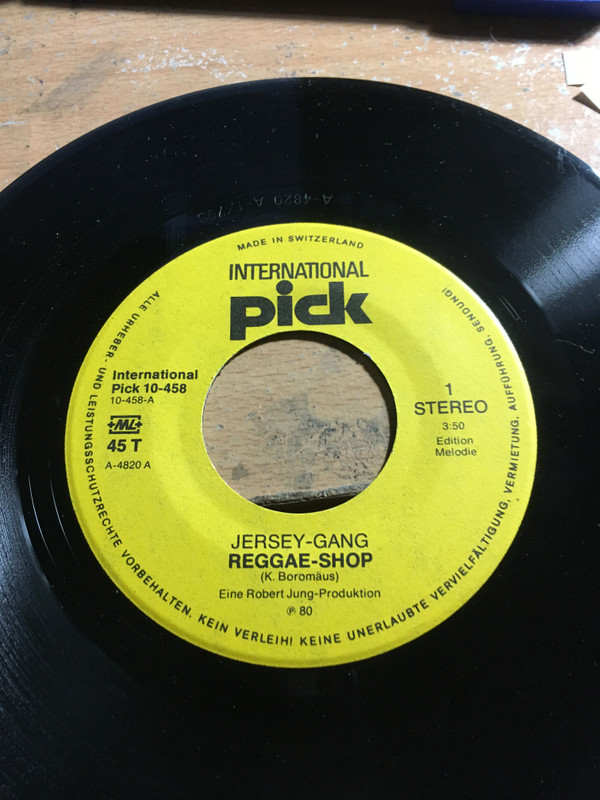 A-4820 A
MADE IN SWITZERLAND
INTERNATIONAL
pick
International
Pick 10-458
10-458-A
ML
45 T
A-4820 A
1
STEREO
3:50
Edition
Melodie
JERSEY-GANG
REGGAE-SHOP
(K. Boromäus)
Eine Robert Jung-Produktion
℗ 80
ALLE URHEBER- UND LEISTUNGSSCHUTZRECHTE VORBEHALTEN. KEIN VERLEIH! KEINE UNERLAUBTE VERVIELFÄLTIGUNG, VERMIETUNG, AUFFÜHRUNG, SENDUNG!